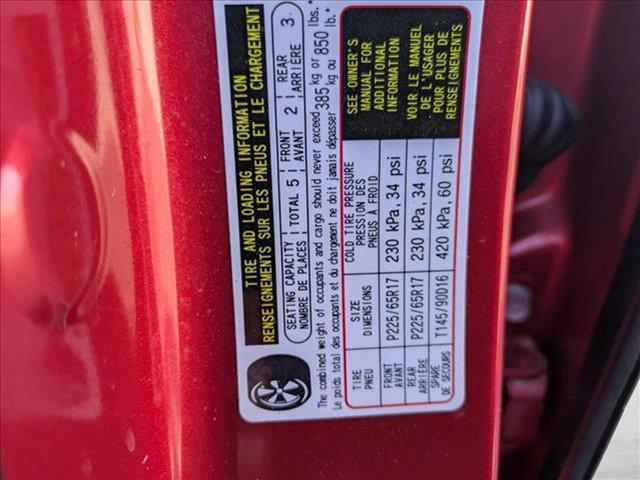 TIRE AND LOADING INFORMATION
RENSEIGNEMENTS SUR LES PNEUS ET LE CHARGEMENT
SEATING CAPACITY TOTAL 5 FRONT 2 REAR 3
NOMBRE DE PLACES AVANT ARRIÈRE
The combined weight of occupants and cargo should never exceed 385 kg or 850 lbs.*
Le poids total des occupants et du chargement ne doit jamais dépasser kg ou lb.*
TIRE SIZE COLD TIRE PRESSURE
PNEU DIMENSIONS PRESSION DES
PNEUS À FROID
FRONT P225/65R17 230 kPa, 34 psi
AVANT
REAR P225/65R17 230 kPa, 34 psi
ARRIÈRE
SPARE T145/90D16 420 kPa, 60 psi
DE SECOURS
SEE OWNER'S
MANUAL FOR
ADDITIONAL
INFORMATION
VOIR LE MANUEL
DE L'USAGER
POUR PLUS DE
RENSEIGNEMENTS